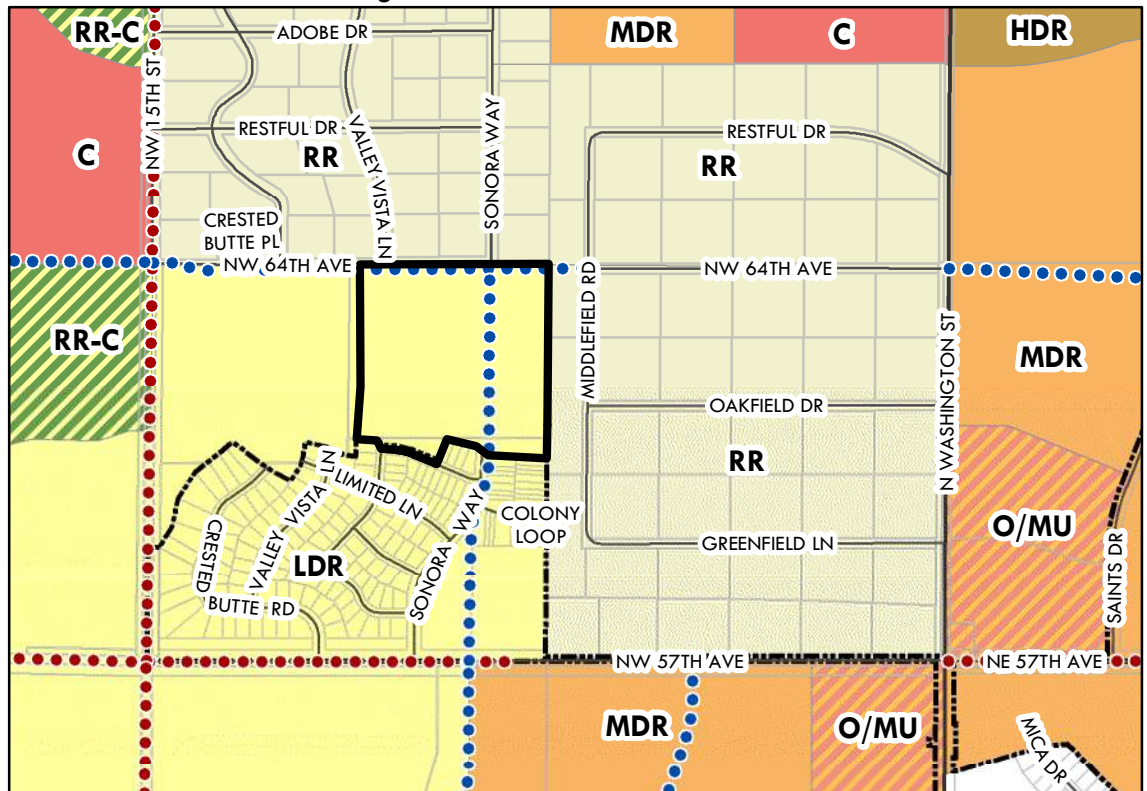 RR-C
ADOBE DR
MDR
C
HDR
NW 15TH ST
C
RESTFUL DR
RR
VALLEY VISTA LN
SONORA WAY
RESTFUL DR
RR
CRESTED
BUTTE PL
NW 64TH AVE
NW 64TH AVE
RR-C
MIDDLEFIELD RD
N WASHINGTON ST
MDR
OAKFIELD DR
RR
LIMITED LN
VALLEY VISTA LN
CRESTED
BUTTE RD
LDR
SONORA WAY
COLONY
LOOP
GREENFIELD LN
O/MU
SAINTS DR
NW 57TH AVE
NE 57TH AVE
MDR
O/MU
MICA DR